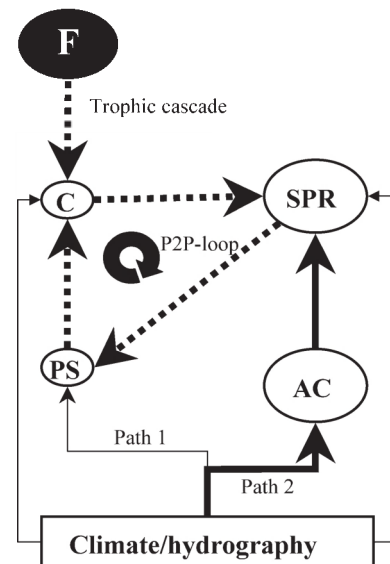 F
Trophic cascade
C
SPR
P2P-loop
PS
AC
Path 1
Path 2
Climate/hydrography